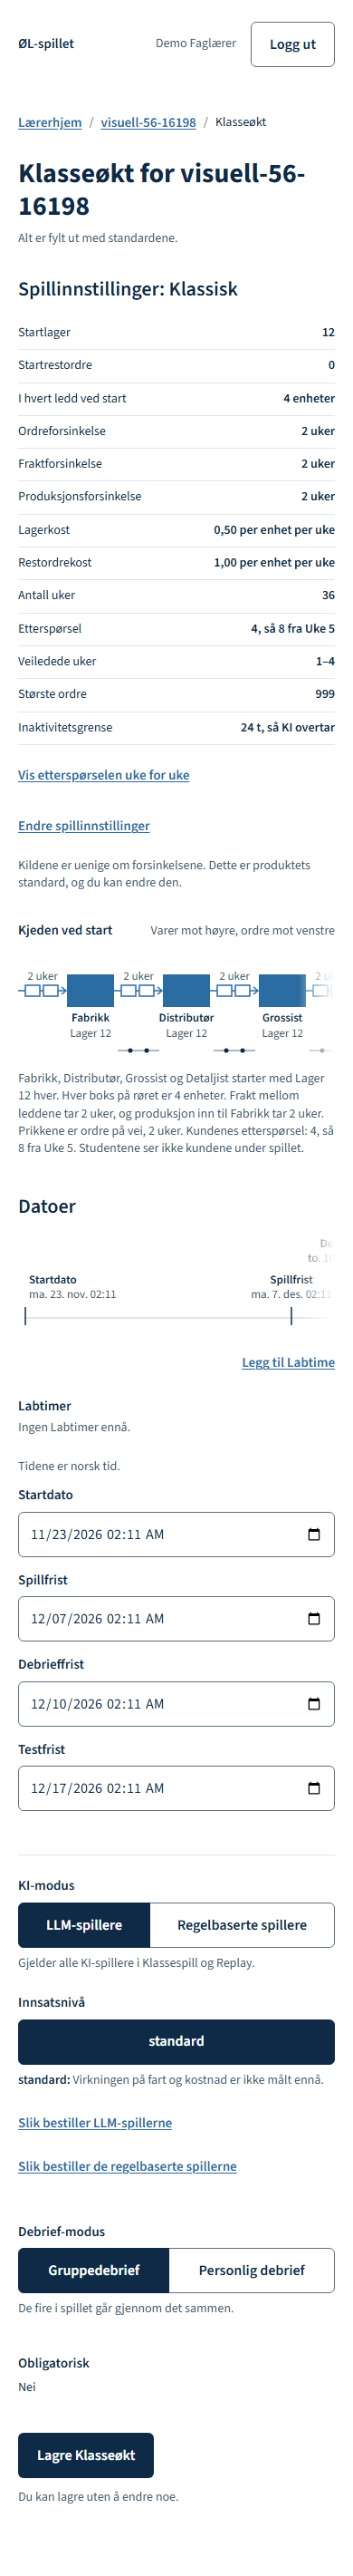 ØL-spillet
Demo Faglærer
Logg ut
Lærerhjem / visuell-56-16198 / Klasseøkt
Klasseøkt for visuell-56-
16198
Alt er fylt ut med standardene.
Spillinnstillinger: Klassisk
Startlager 12
Startrestordre 0
I hvert ledd ved start 4 enheter
Ordreforsinkelse 2 uker
Fraktforsinkelse 2 uker
Produksjonsforsinkelse 2 uker
Lagerkost 0,50 per enhet per uke
Restordrekost 1,00 per enhet per uke
Antall uker 36
Etterspørsel 4, så 8 fra Uke 5
Veiledede uker 1–4
Største ordre 999
Inaktivitetsgrense 24 t, så KI overtar
Vis etterspørselen uke for uke
Endre spillinnstillinger
Kildene er uenige om forsinkelsene. Dette er produktets
standard, og du kan endre den.
Kjeden ved start Varer mot høyre, ordre mot venstre
2 uker 2 uker 2 uker
Fabrikk Distributør Grossist
Lager 12 Lager 12 Lager 12
Fabrikk, Distributør, Grossist og Detaljist starter med Lager
12 hver. Hver boks på røret er 4 enheter. Frakt mellom
leddene tar 2 uker, og produksjon inn til Fabrikk tar 2 uker.
Prikkene er ordre på vei, 2 uker. Kundenes etterspørsel: 4, så
8 fra Uke 5. Studentene ser ikke kundene under spillet.
Datoer
De
to. 10
Startdato Spillfrist
ma. 23. nov. 02:11 ma. 7. des. 02:11
Legg til Labtime
Labtimer
Ingen Labtimer ennå.
Tidene er norsk tid.
Startdato
11/23/2026 02:11 AM
Spillfrist
12/07/2026 02:11 AM
Debrieffrist
12/10/2026 02:11 AM
Testfrist
12/17/2026 02:11 AM
KI-modus
LLM-spillere Regelbaserte spillere
Gjelder alle KI-spillere i Klassespill og Replay.
Innsatsnivå
standard
standard: Virkningen på fart og kostnad er ikke målt ennå.
Slik bestiller LLM-spillerne
Slik bestiller de regelbaserte spillerne
Debrief-modus
Gruppedebrief Personlig debrief
De fire i spillet går gjennom det sammen.
Obligatorisk
Nei
Lagre Klasseøkt
Du kan lagre uten å endre noe.